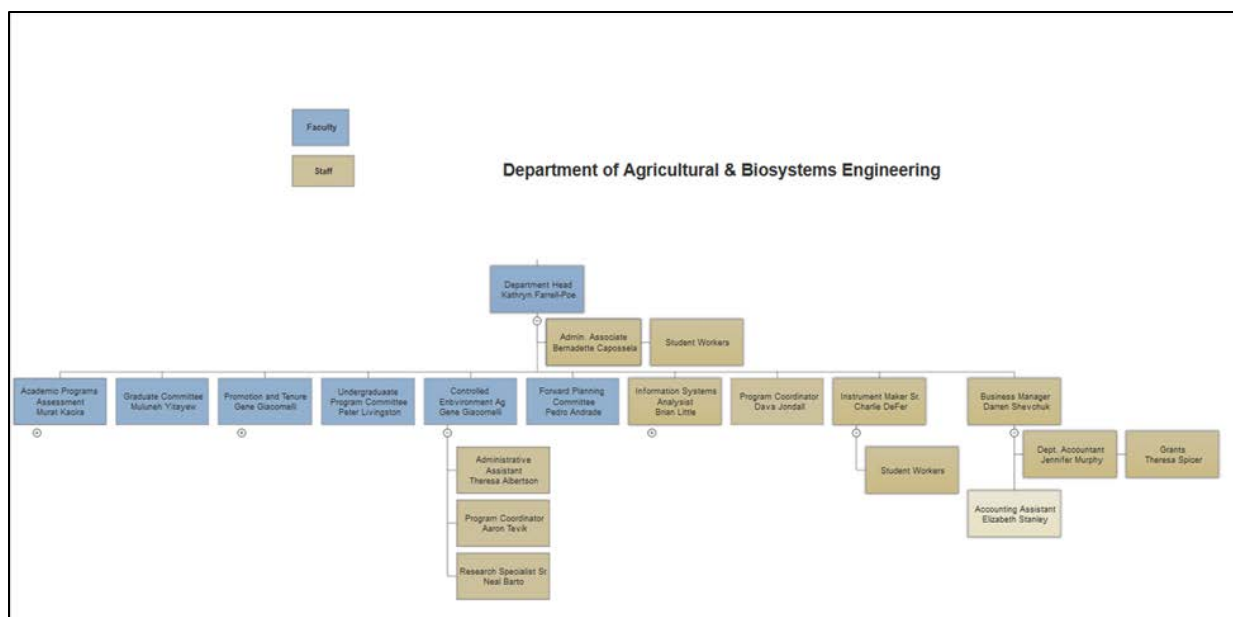 Faculty
Staff
Department of Agricultural & Biosystems Engineering
Department Head
Kathryn Farrell-Poe
Admin. Associate
Bernadette Capossela
Student Workers
Academic Programs
Assessment
Murat Kacira
Graduate Committee
Muluneh Yitayew
Promotion and Tenure
Gene Giacomelli
Undergraduaate
Program Committee
Peter Livingston
Controlled
Enbvironment Ag
Gene Giacomelli
Forward Planning
Committee
Pedro Andrade
Information Systems
Analysist
Brian Little
Program Coordinator
Dava Jondall
Instrument Maker Sr.
Charlie DeFer
Business Manager
Darren Shevchuk
Administrative
Assistant
Theresa Albertson
Program Coordinator
Aaron Tevik
Research Specialist Sr
Neal Barto
Student Workers
Dept. Accountant
Jennifer Murphy
Grants
Theresa Spicer
Accounting Assistant
Elizabeth Stanley